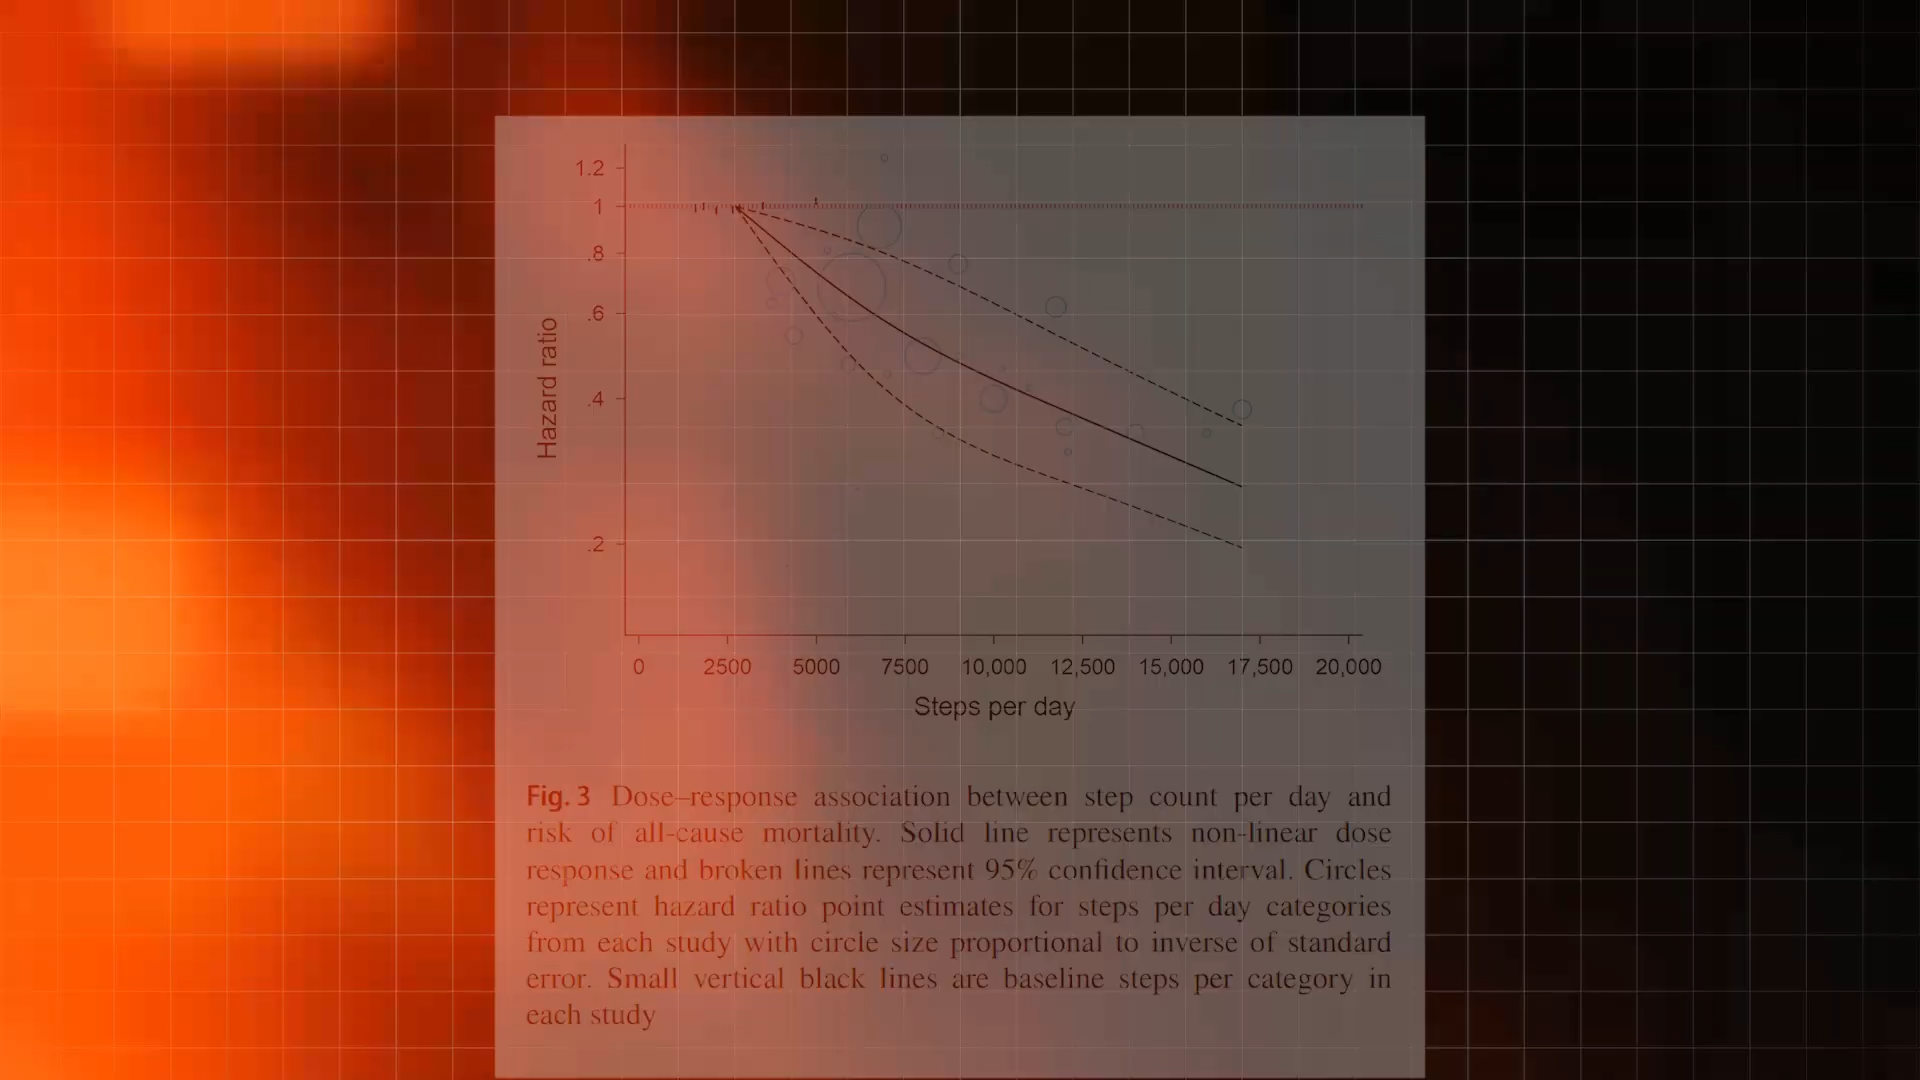 1.2
1
.8
.6
.4
.2
Hazard ratio
0 2500 5000 7500 10,000 12,500 15,000 17,500 20,000
Steps per day
Fig. 3 Dose–response association between step count per day and
risk of all-cause mortality. Solid line represents non-linear dose
response and broken lines represent 95% confidence interval. Circles
represent hazard ratio point estimates for steps per day categories
from each study with circle size proportional to inverse of standard
error. Small vertical black lines are baseline steps per category in
each study